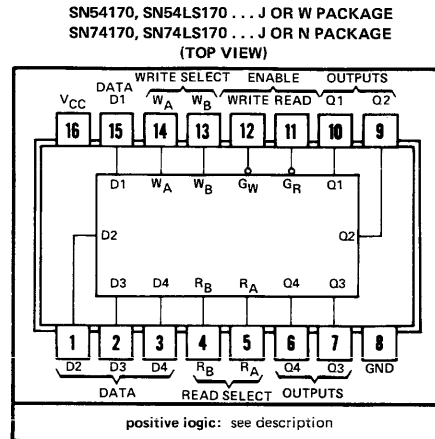 SN54170, SN54LS170 . . . J OR W PACKAGE
SN74170, SN74LS170 . . . J OR N PACKAGE
(TOP VIEW)
DATA WRITE SELECT ENABLE OUTPUTS
VCC D1 WA WB WRITE READ Q1 Q2
16 15 14 13 12 11 10 9
D1 WA WB GW GR Q1
D2 Q2
D3 D4 RB RA Q4 Q3
1 2 3 4 5 6 7 8
D2 D3 D4 RB RA Q4 Q3 GND
DATA READ SELECT OUTPUTS
positive logic: see description